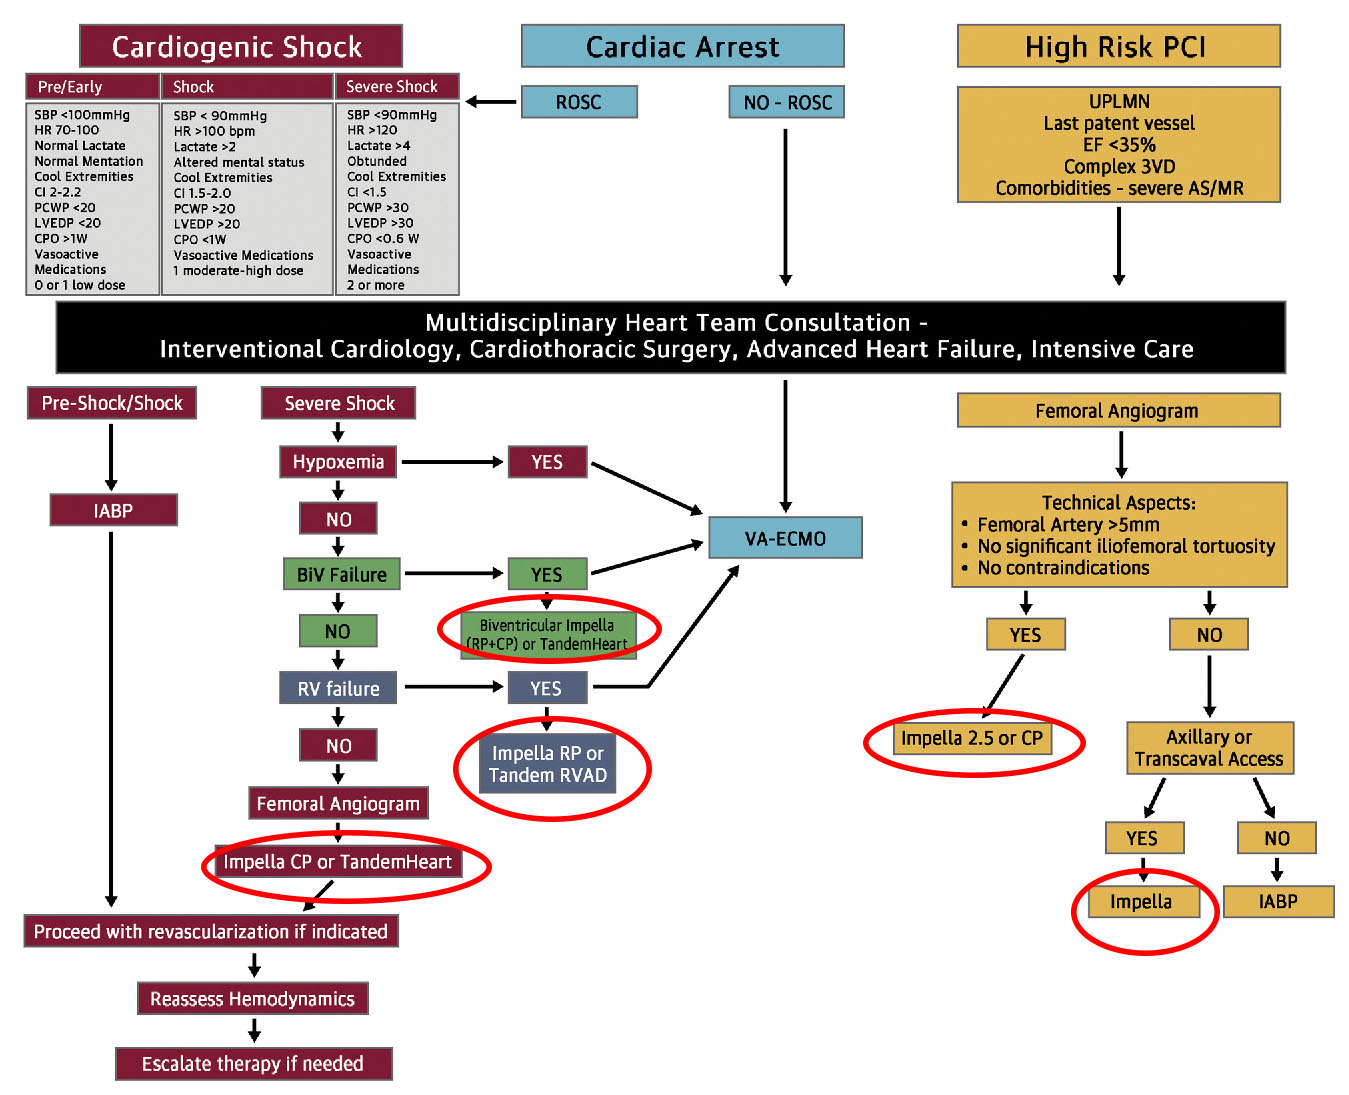 Cardiogenic Shock
Pre/Early
SBP <100mmHg
HR 70-100
Normal Lactate
Normal Mentation
Cool Extremities
CI 2-2.2
PCWP <20
LVEDP <20
CPO >1W
Vasoactive
Medications
0 or 1 low dose
Shock
SBP < 90mmHg
HR >100 bpm
Lactate >2
Altered mental status
Cool Extremities
CI 1.5-2.0
PCWP >20
LVEDP >20
CPO <1W
Vasoactive Medications
1 moderate-high dose
Severe Shock
SBP <90mmHg
HR >120
Lactate >4
Obtunded
Cool Extremities
CI <1.5
PCWP >30
LVEDP >30
CPO <0.6 W
Vasoactive
Medications
2 or more
Cardiac Arrest
ROSC
NO - ROSC
High Risk PCI
UPLMN
Last patent vessel
EF <35%
Complex 3VD
Comorbidities - severe AS/MR
Multidisciplinary Heart Team Consultation -
Interventional Cardiology, Cardiothoracic Surgery, Advanced Heart Failure, Intensive Care
Pre-Shock/Shock
IABP
Severe Shock
Hypoxemia
YES
NO
BiV Failure
YES
Biventricular Impella
(RP+CP) or TandemHeart
NO
RV failure
YES
Impella RP or
Tandem RVAD
NO
Femoral Angiogram
Impella CP or TandemHeart
Proceed with revascularization if indicated
Reassess Hemodynamics
Escalate therapy if needed
VA-ECMO
Femoral Angiogram
Technical Aspects:
• Femoral Artery >5mm
• No significant iliofemoral tortuosity
• No contraindications
YES
NO
Impella 2.5 or CP
Axillary or
Transcaval Access
YES
NO
Impella
IABP